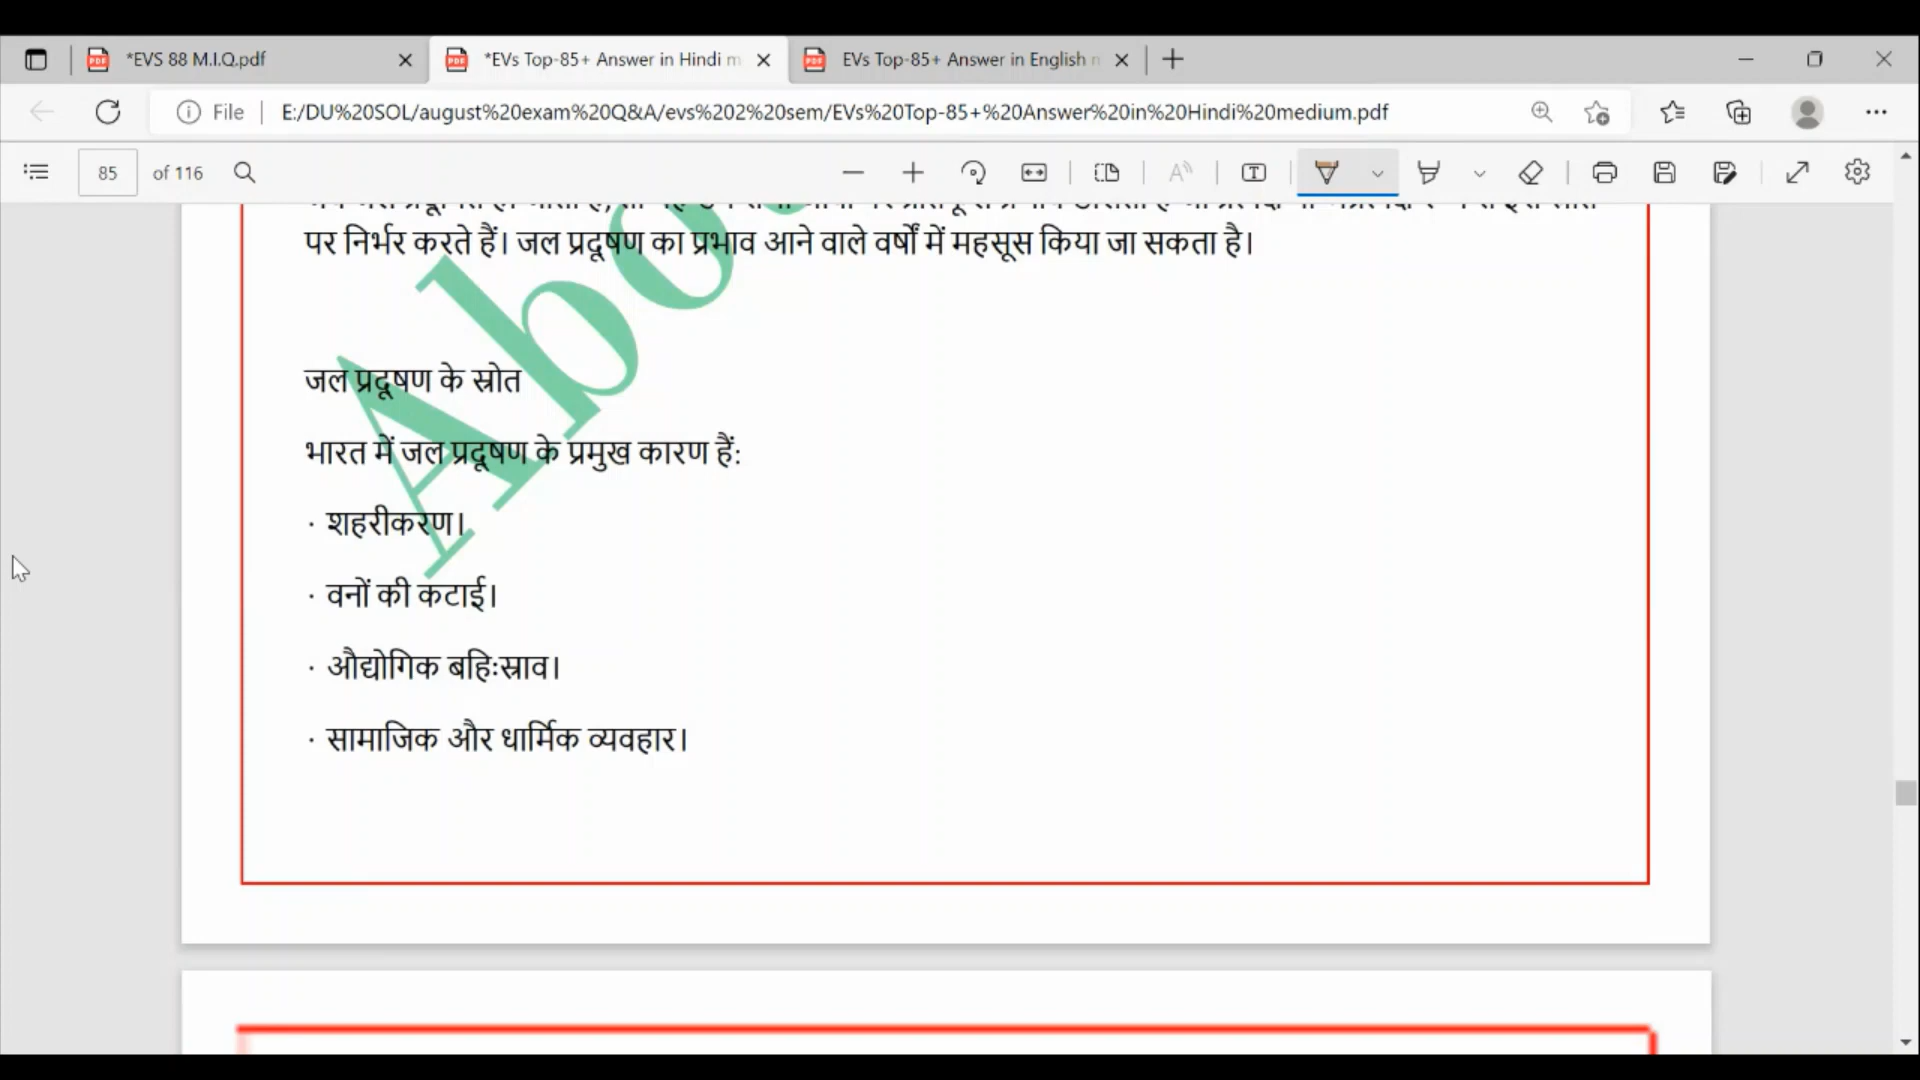 *EVS 88 M.I.Q.pdf
*EVs Top-85+ Answer in Hindi m
EVs Top-85+ Answer in English
File
E:/DU%20SOL/august%20exam%20Q&A/evs%202%20sem/EVs%20Top-85+%20Answer%20in%20Hindi%20medium.pdf
85 of 116
पर निर्भर करते हैं। जल प्रदूषण का प्रभाव आने वाले वर्षों में महसूस किया जा सकता है।
जल प्रदूषण के स्रोत
भारत में जल प्रदूषण के प्रमुख कारण हैं:
· शहरीकरण।
· वनों की कटाई।
· औद्योगिक बहिःस्राव।
· सामाजिक और धार्मिक व्यवहार।
Abo